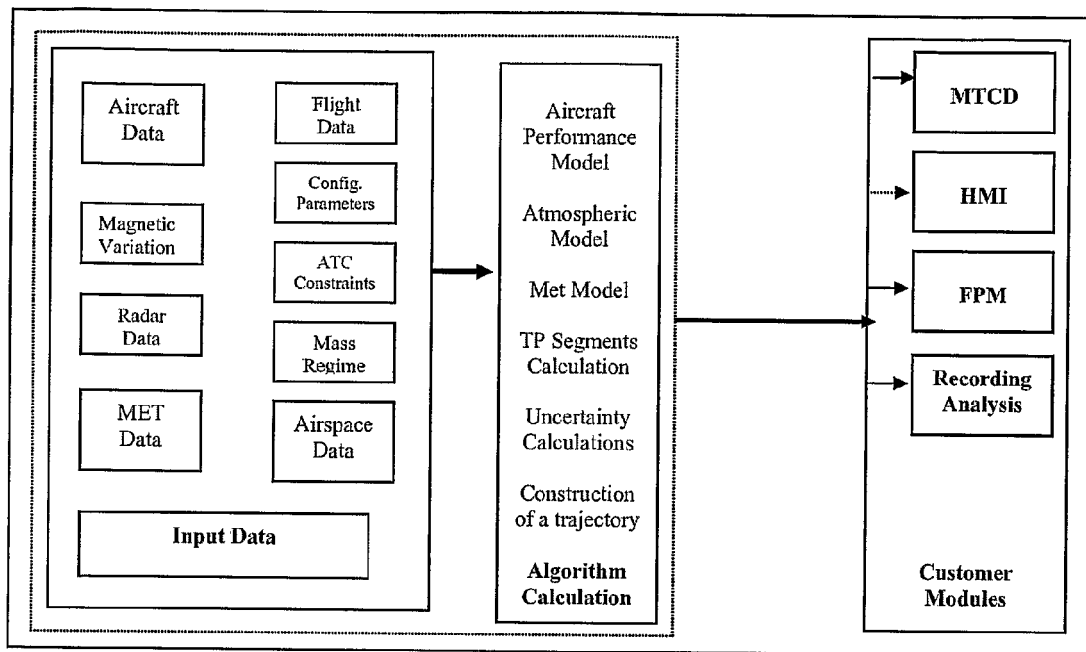 Aircraft
Data
Magnetic
Variation
Radar
Data
MET
Data
Flight
Data
Config.
Parameters
ATC
Constraints
Mass
Regime
Airspace
Data
Input Data
Aircraft
Performance
Model
Atmospheric
Model
Met Model
TP Segments
Calculation
Uncertainty
Calculations
Construction
of a trajectory
Algorithm
Calculation
MTCD
HMI
FPM
Recording
Analysis
Customer
Modules